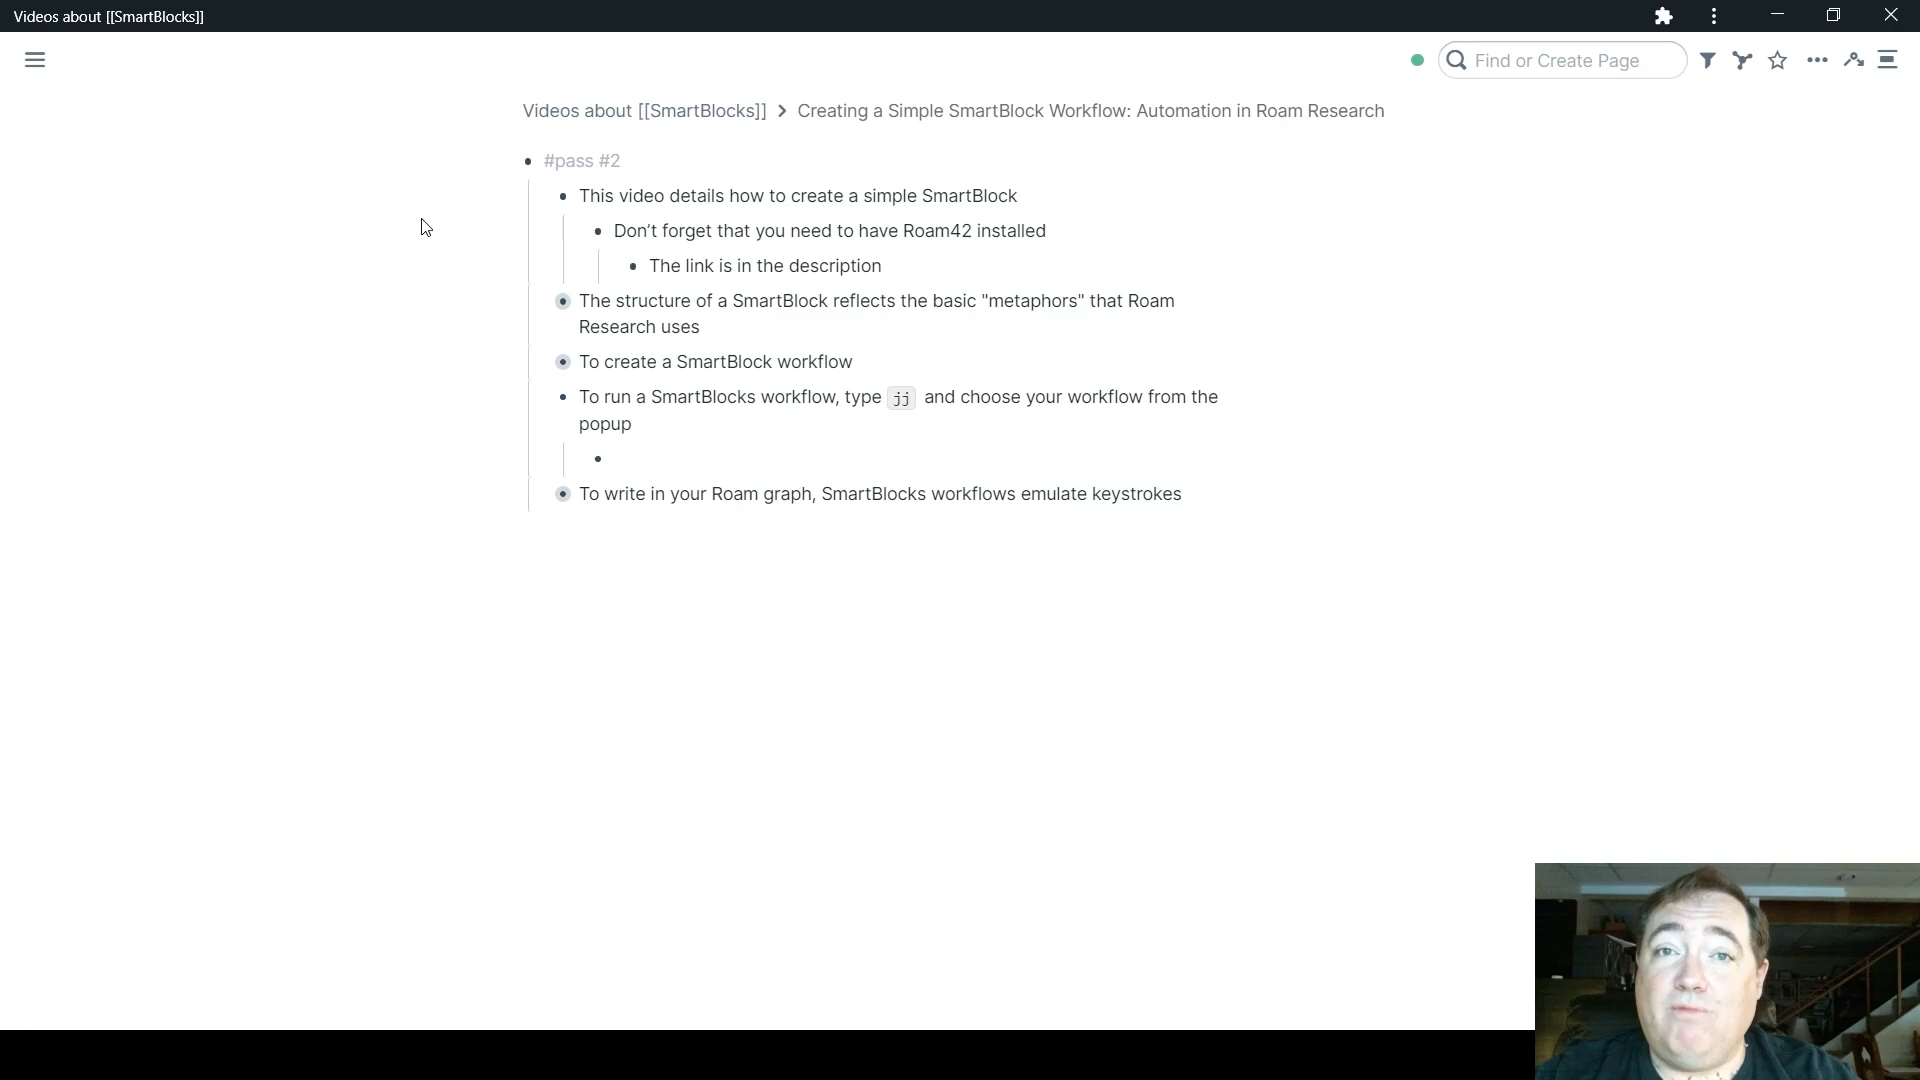 Videos about [[SmartBlocks]]
Find or Create Page
Videos about [[SmartBlocks]] > Creating a Simple SmartBlock Workflow: Automation in Roam Research
#pass #2
This video details how to create a simple SmartBlock
Don’t forget that you need to have Roam42 installed
The link is in the description
The structure of a SmartBlock reflects the basic "metaphors" that Roam
Research uses
To create a SmartBlock workflow
To run a SmartBlocks workflow, type jj and choose your workflow from the
popup
To write in your Roam graph, SmartBlocks workflows emulate keystrokes